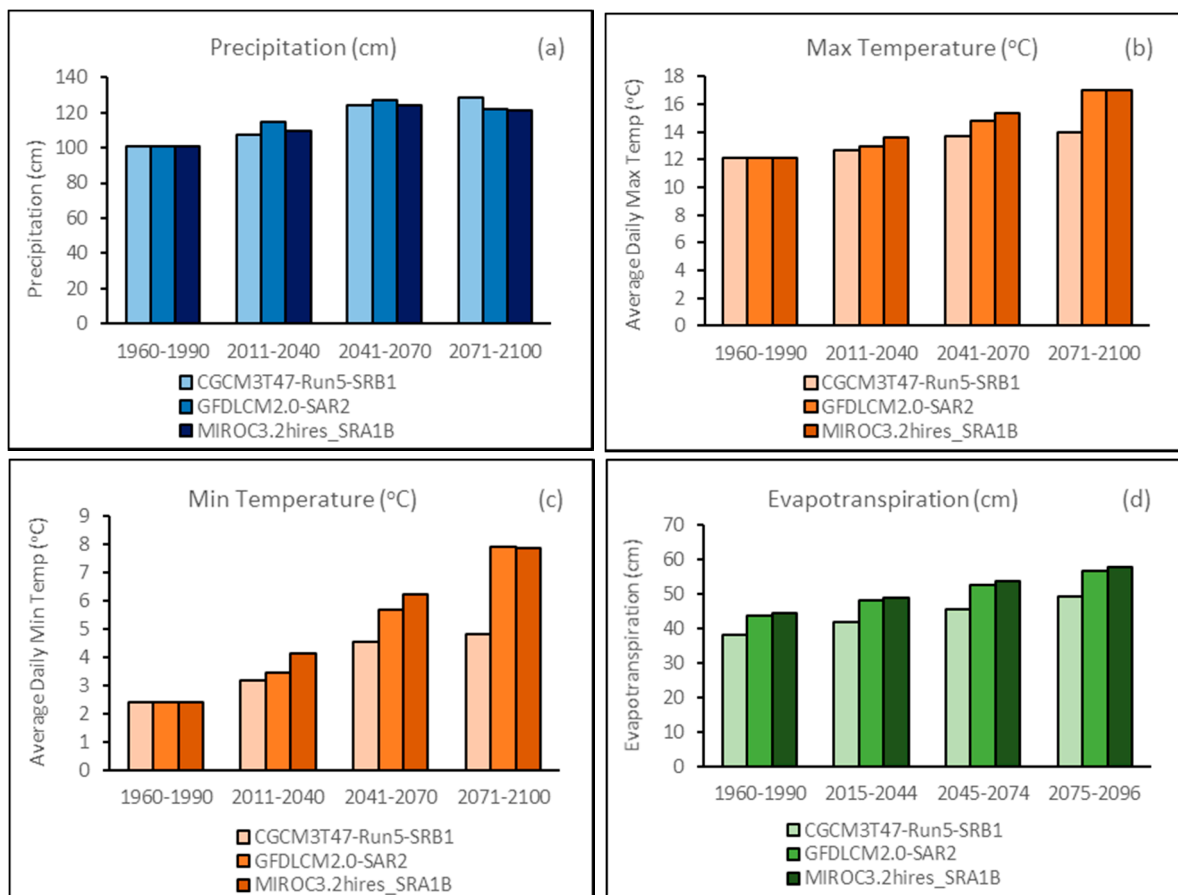 Precipitation (cm)
(a)
Precipitation (cm)
140
120
100
80
60
40
20
0
1960-1990 2011-2040 2041-2070 2071-2100
CGCM3T47-Run5-SRB1
GFDLCM2.0-SAR2
MIROC3.2hires_SRA1B
Max Temperature (°C)
(b)
Average Daily Max Temp (°C)
18
16
14
12
10
8
6
4
2
0
1960-1990 2011-2040 2041-2070 2071-2100
CGCM3T47-Run5-SRB1
GFDLCM2.0-SAR2
MIROC3.2hires_SRA1B
Min Temperature (°C)
(c)
Average Daily Min Temp (°C)
9
8
7
6
5
4
3
2
1
0
1960-1990 2011-2040 2041-2070 2071-2100
CGCM3T47-Run5-SRB1
GFDLCM2.0-SAR2
MIROC3.2hires_SRA1B
Evapotranspiration (cm)
(d)
Evapotranspiration (cm)
70
60
50
40
30
20
10
0
1960-1990 2015-2044 2045-2074 2075-2096
CGCM3T47-Run5-SRB1
GFDLCM2.0-SAR2
MIROC3.2hires_SRA1B